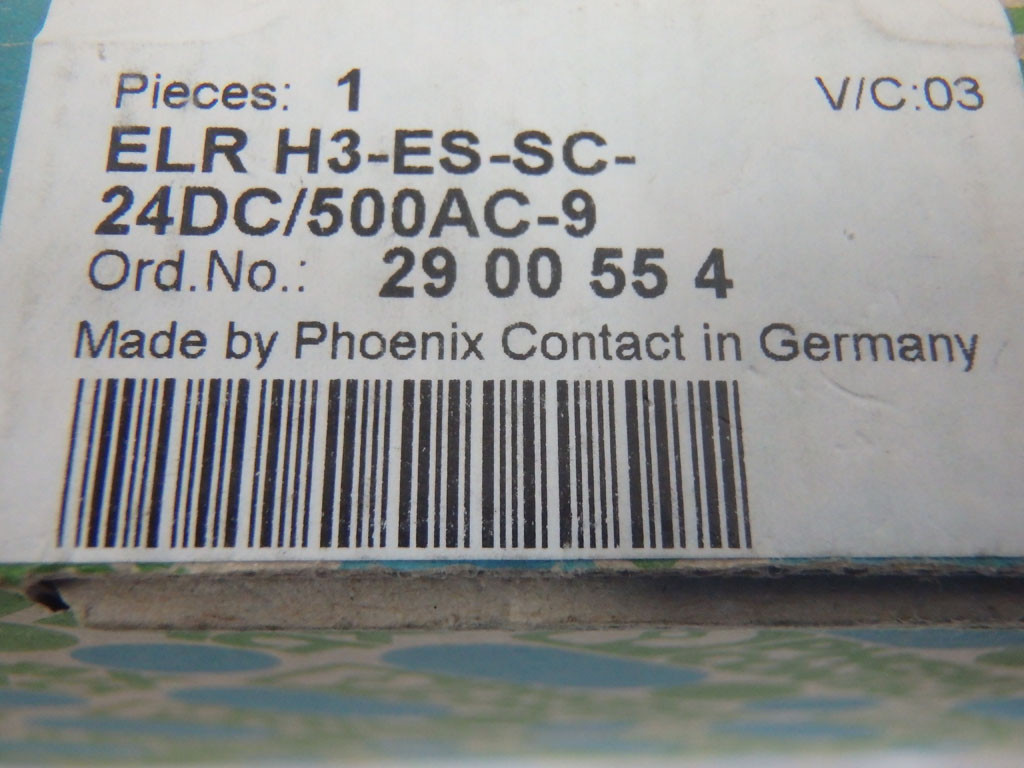 Pieces: 1
V/C:03
ELR H3-ES-SC-
24DC/500AC-9
Ord.No.: 29 00 55 4
Made by Phoenix Contact in Germany